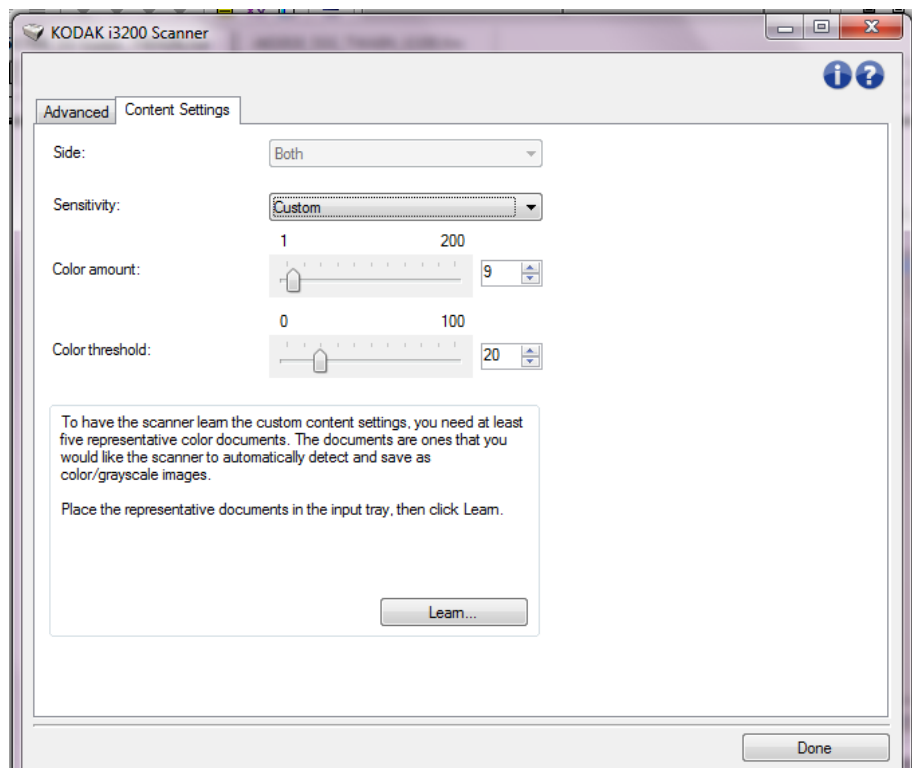 KODAK i3200 Scanner
Advanced
Content Settings
Side:
Both
Sensitivity:
Custom
1 200
Color amount:
9
0 100
Color threshold:
20
To have the scanner learn the custom content settings, you need at least
five representative color documents. The documents are ones that you
would like the scanner to automatically detect and save as
color/grayscale images.
Place the representative documents in the input tray, then click Learn.
Learn...
Done